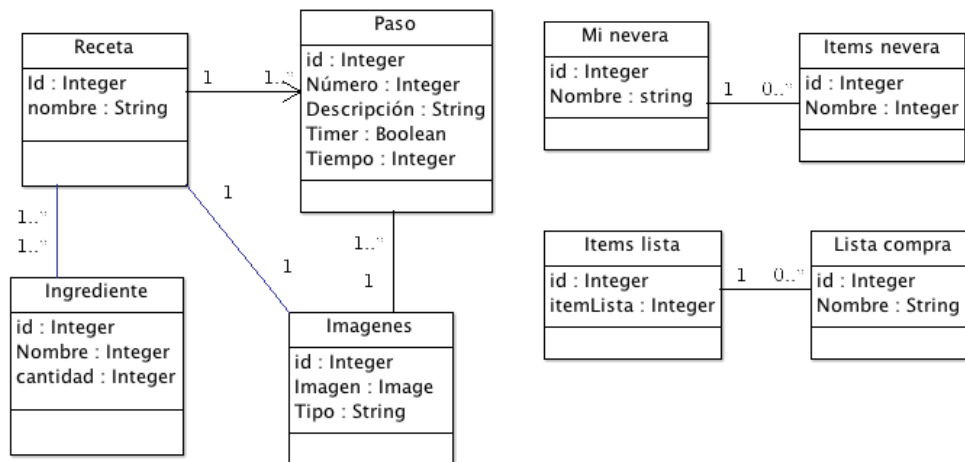 Receta
Id : Integer
nombre : String
1
1..*
Paso
id : Integer
Número : Integer
Descripción : String
Timer : Boolean
Tiempo : Integer
Mi nevera
id : Integer
Nombre : string
1
0..*
Items nevera
id : Integer
Nombre : Integer
1..*
1..*
1
1
1..*
1
Ingrediente
id : Integer
Nombre : Integer
cantidad : Integer
Imagenes
id : Integer
Imagen : Image
Tipo : String
Items lista
id : Integer
itemLista : Integer
1
0..*
Lista compra
id : Integer
Nombre : String